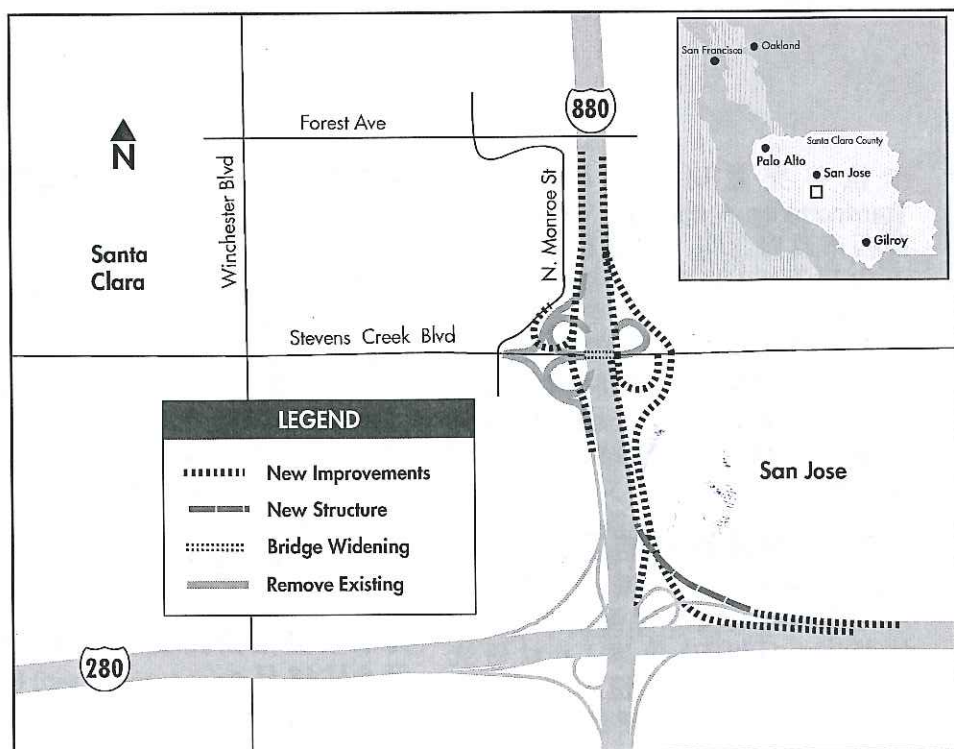 San Francisco
Oakland
Santa Clara County
Palo Alto
San Jose
Gilroy
880
Forest Ave
N
Winchester Blvd
N. Monroe St
Santa
Clara
Stevens Creek Blvd
LEGEND
New Improvements
New Structure
Bridge Widening
Remove Existing
San Jose
280